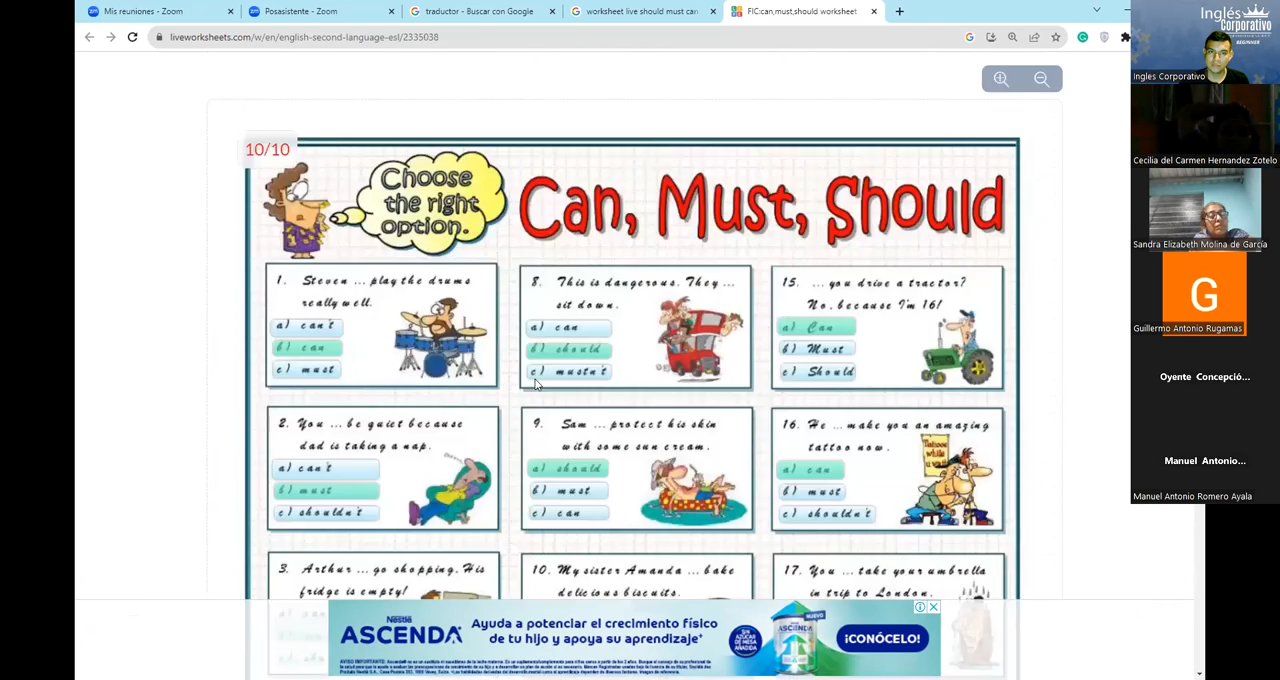 Mis reuniones - Zoom
Posasistente - Zoom
traductor - Buscar con Google
worksheet live should must can
FIC:can,must,should worksheet
liveworksheets.com/w/en/english-second-language-esl/2335038
10/10
Choose
the right
option.
Can, Must, Should
1. Steven ... play the drums
really well.
a) can't
b) can
c) must
8. This is dangerous. They ...
sit down.
a) can
b) should
c) mustn't
15. ... you drive a tractor?
No, because I'm 16!
a) Can
b) Must
c) Should
2. You ... be quiet because
dad is taking a nap.
a) can't
b) must
c) shouldn't
9. Sam ... protect his skin
with some sun cream.
a) should
b) must
c) can
16. He ... make you an amazing
tattoo now.
a) can
b) must
c) shouldn't
3. Arthur ... go shopping. His
fridge is empty!
10. My sister Amanda ... bake
delicious biscuits.
17. You ... take your umbrella
in trip to London.
Nestlé
ASCENDA
Ayuda a potenciar el crecimiento físico
de tu hijo y apoya su aprendizaje
NUEVO
¡CONÓCELO!
Inglés
Corporativo
BEGINNER
Ingles Corporativo
Cecilia del Carmen Hernandez Zotelo
Sandra Elizabeth Molina de García
G
Guillermo Antonio Rugamas
Oyente Concepció...
Manuel Antonio...
Manuel Antonio Romero Ayala